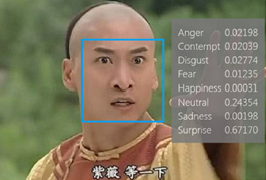 Anger 0.02198
Contempt 0.02039
Disgust 0.02774
Fear 0.01235
Happiness 0.00031
Neutral 0.24354
Sadness 0.00198
Surprise 0.67170
紫薇 等一下